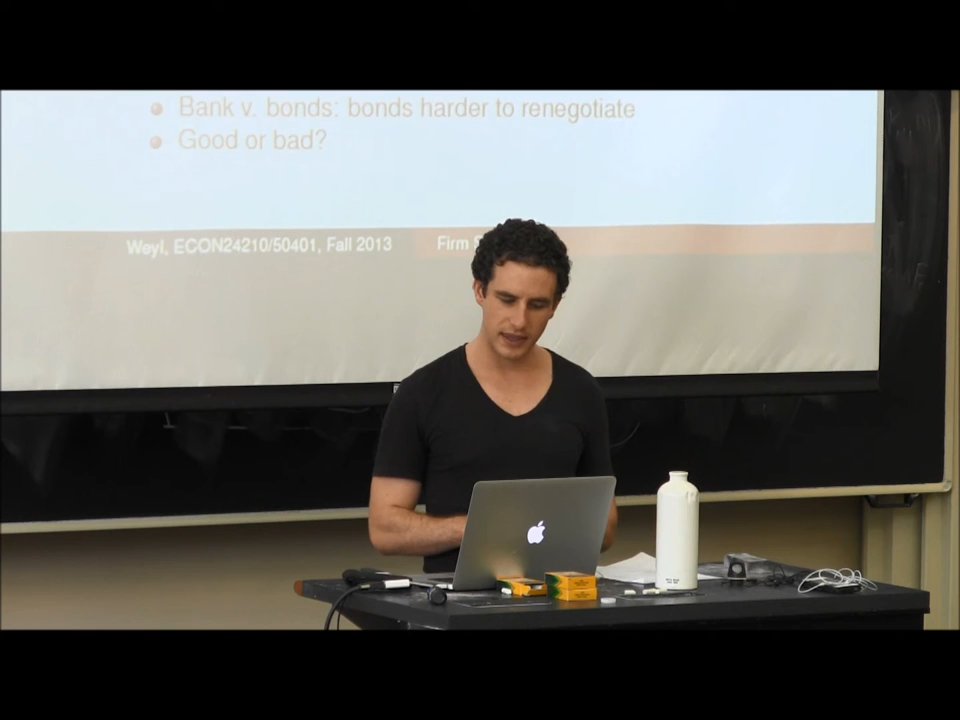 Bank v. bonds: bonds harder to renegotiate
Good or bad?
Weyl, ECON24210/50401, Fall 2013
Firm